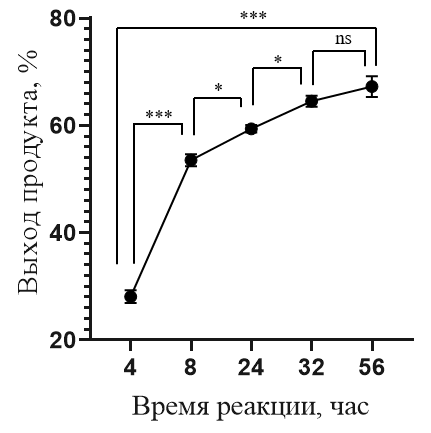 ***
80
ns
*
*
***
60
40
20
4 8 24 32 56
Выход продукта, %
Время реакции, час